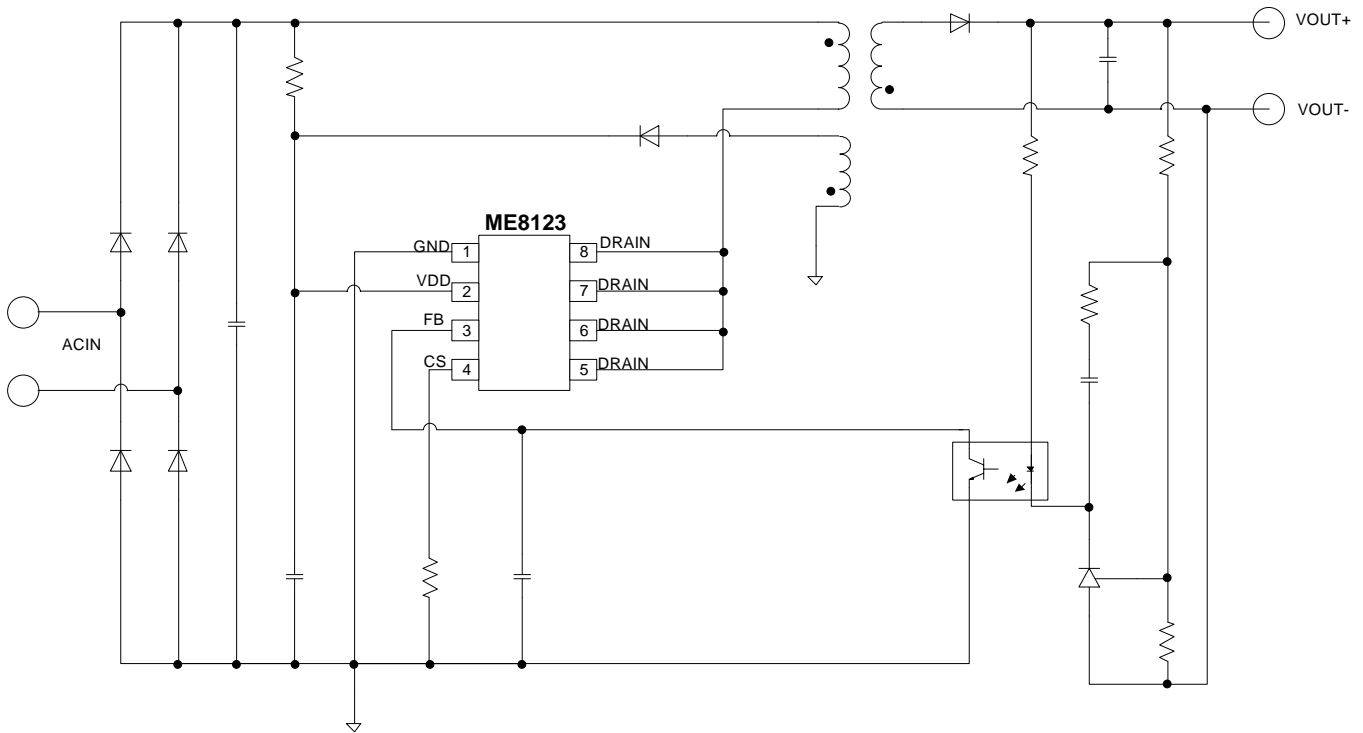 VOUT+
VOUT-
ME8123
GND 1 8 DRAIN
VDD 2 7 DRAIN
FB 3 6 DRAIN
CS 4 5 DRAIN
ACIN